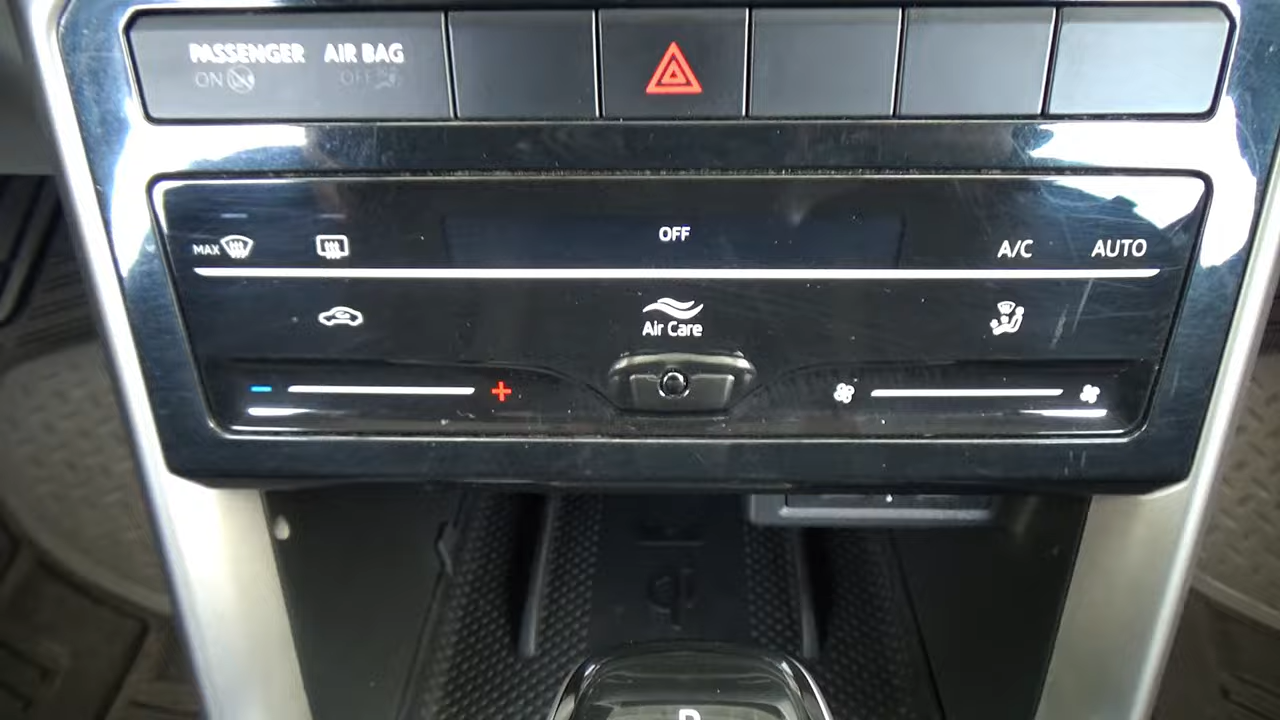 PASSENGER AIR BAG
ON OFF
OFF
MAX
A/C AUTO
Air Care